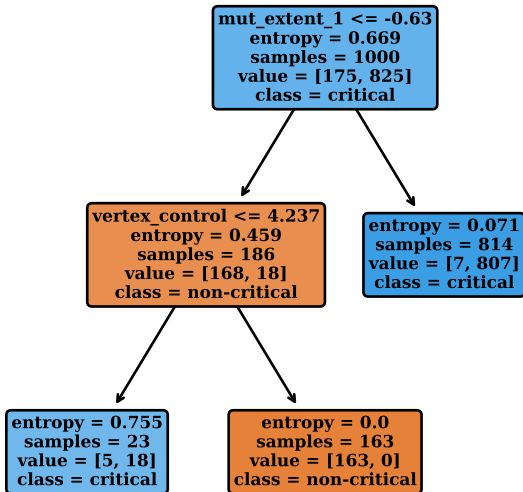 mut_extent_1 <= -0.63
entropy = 0.669
samples = 1000
value = [175, 825]
class = critical
vertex_control <= 4.237
entropy = 0.459
samples = 186
value = [168, 18]
class = non-critical
entropy = 0.071
samples = 814
value = [7, 807]
class = critical
entropy = 0.755
samples = 23
value = [5, 18]
class = critical
entropy = 0.0
samples = 163
value = [163, 0]
class = non-critical